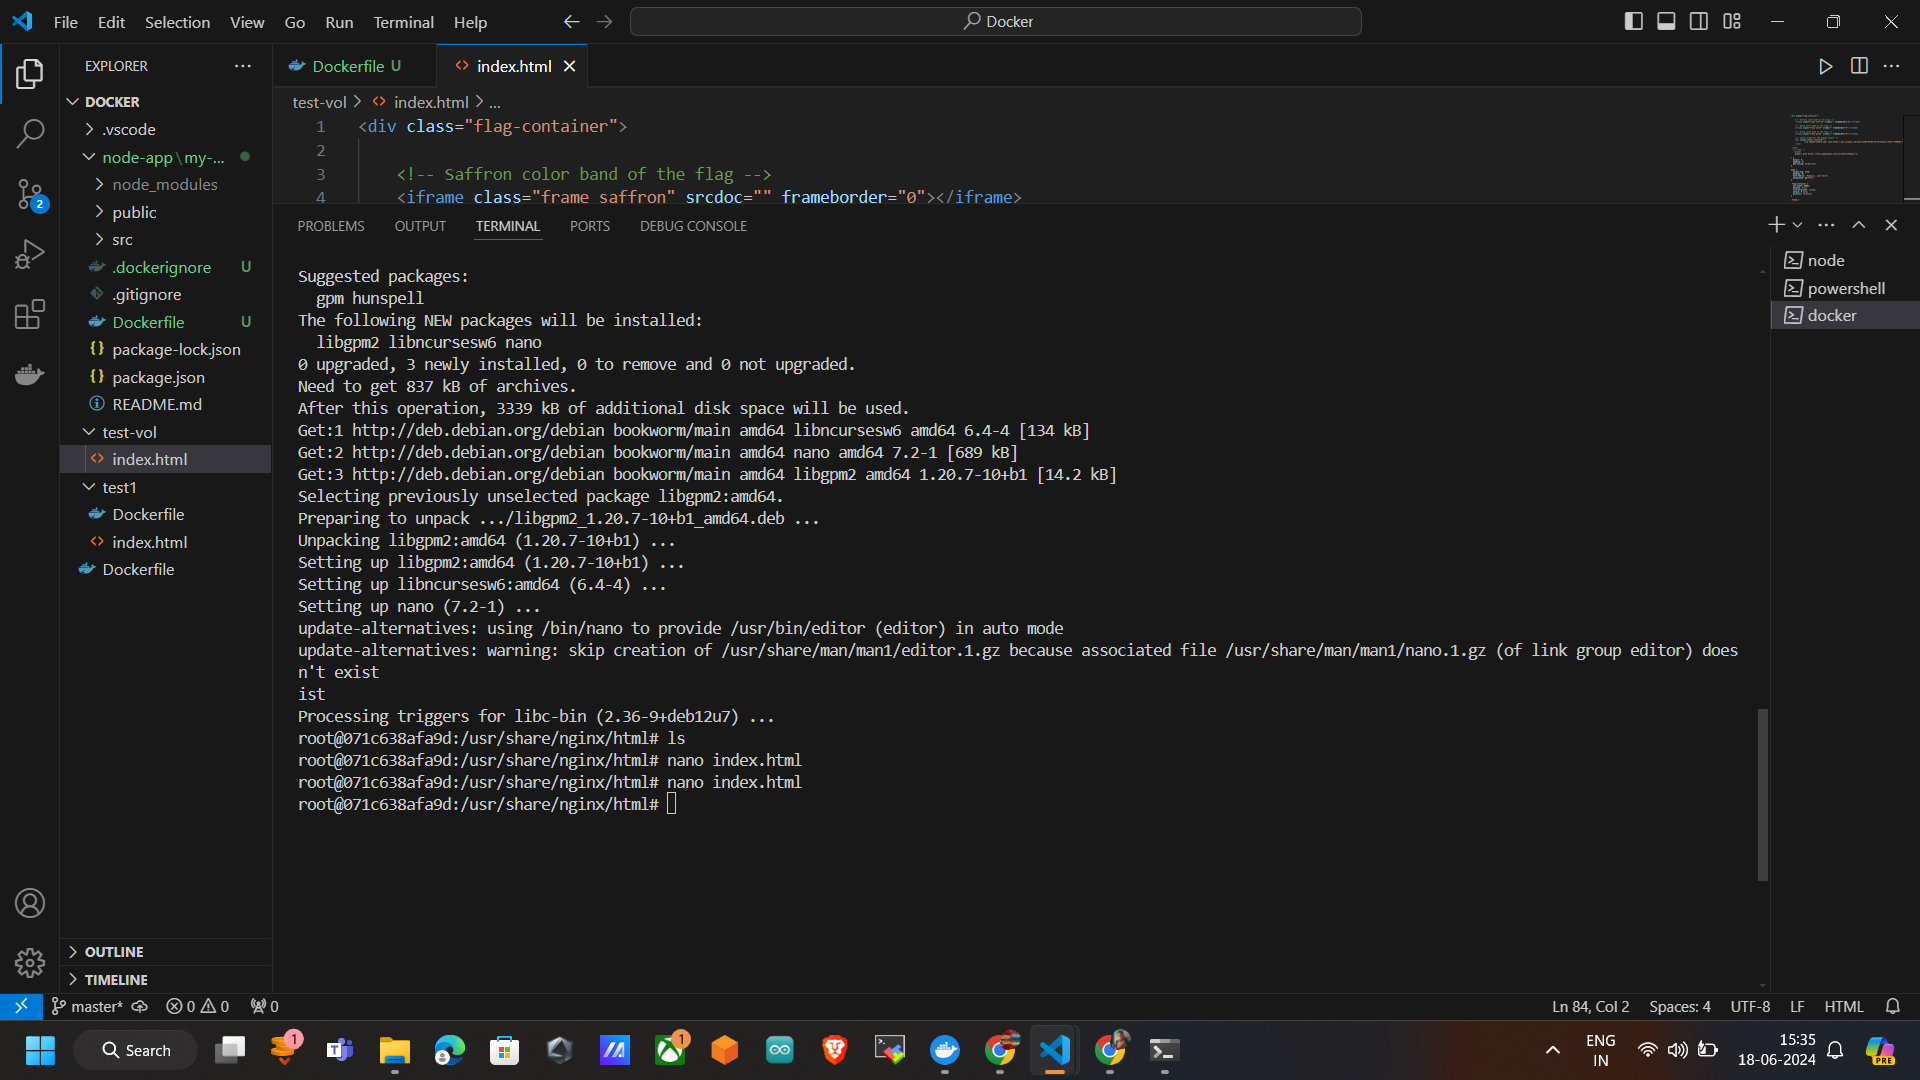 File Edit Selection View Go Run Terminal Help
Docker
EXPLORER
DOCKER
.vscode
node-app\my-...
node_modules
public
src
.dockerignore U
.gitignore
Dockerfile U
package-lock.json
package.json
README.md
test-vol
index.html
test1
Dockerfile
index.html
Dockerfile
OUTLINE
TIMELINE
Dockerfile U
index.html
test-vol > index.html > ...
1 <div class="flag-container">
2
3 <!-- Saffron color band of the flag -->
4 <iframe class="frame saffron" srcdoc="" frameborder="0"></iframe>
PROBLEMS OUTPUT TERMINAL PORTS DEBUG CONSOLE
node
powershell
docker
Suggested packages:
gpm hunspell
The following NEW packages will be installed:
libgpm2 libncursesw6 nano
0 upgraded, 3 newly installed, 0 to remove and 0 not upgraded.
Need to get 837 kB of archives.
After this operation, 3339 kB of additional disk space will be used.
Get:1 http://deb.debian.org/debian bookworm/main amd64 libncursesw6 amd64 6.4-4 [134 kB]
Get:2 http://deb.debian.org/debian bookworm/main amd64 nano amd64 7.2-1 [689 kB]
Get:3 http://deb.debian.org/debian bookworm/main amd64 libgpm2 amd64 1.20.7-10+b1 [14.2 kB]
Selecting previously unselected package libgpm2:amd64.
Preparing to unpack .../libgpm2_1.20.7-10+b1_amd64.deb ...
Unpacking libgpm2:amd64 (1.20.7-10+b1) ...
Setting up libgpm2:amd64 (1.20.7-10+b1) ...
Setting up libncursesw6:amd64 (6.4-4) ...
Setting up nano (7.2-1) ...
update-alternatives: using /bin/nano to provide /usr/bin/editor (editor) in auto mode
update-alternatives: warning: skip creation of /usr/share/man/man1/editor.1.gz because associated file /usr/share/man/man1/nano.1.gz (of link group editor) does
n't exist
ist
Processing triggers for libc-bin (2.36-9+deb12u7) ...
root@071c638afa9d:/usr/share/nginx/html# ls
root@071c638afa9d:/usr/share/nginx/html# nano index.html
root@071c638afa9d:/usr/share/nginx/html# nano index.html
root@071c638afa9d:/usr/share/nginx/html#
2
master* 0 0 0
Ln 84, Col 2 Spaces: 4 UTF-8 LF HTML
Search
1
1
ENG
IN
15:35
18-06-2024
PRE